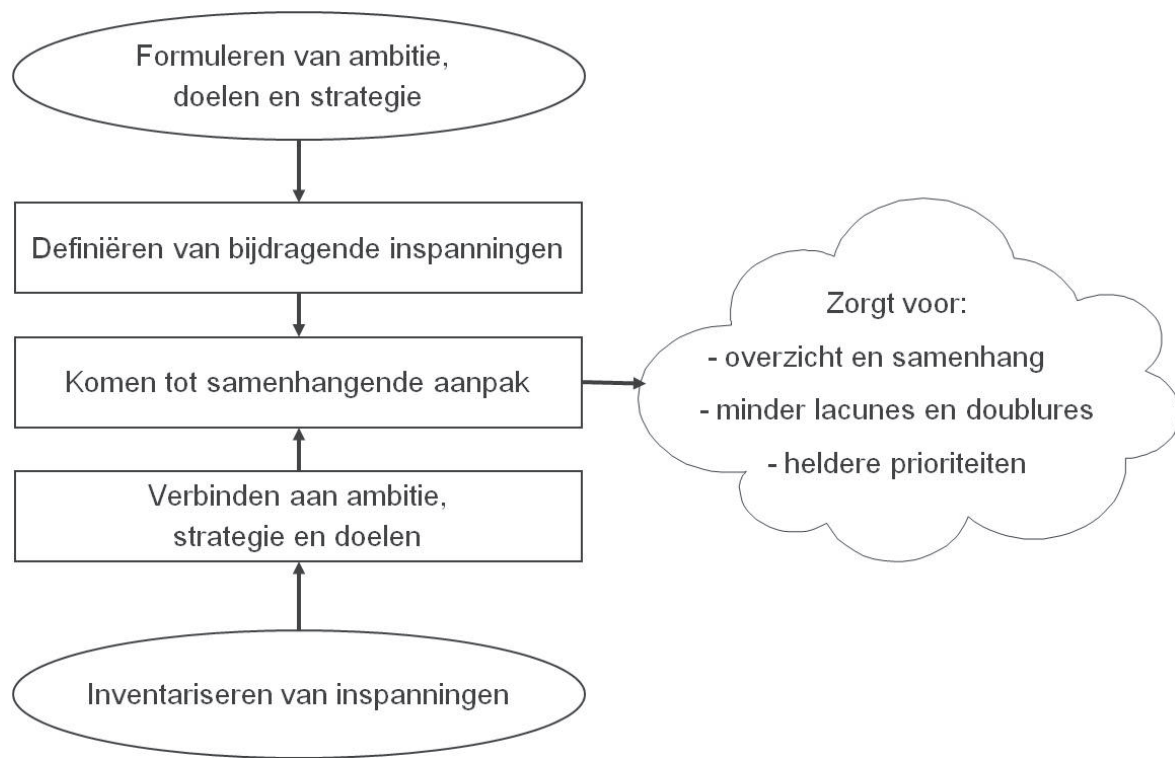 Formuleren van ambitie,
doelen en strategie
Definiëren van bijdragende inspanningen
Komen tot samenhangende aanpak
Verbinden aan ambitie,
strategie en doelen
Inventariseren van inspanningen
Zorgt voor:
- overzicht en samenhang
- minder lacunes en doublures
- heldere prioriteiten